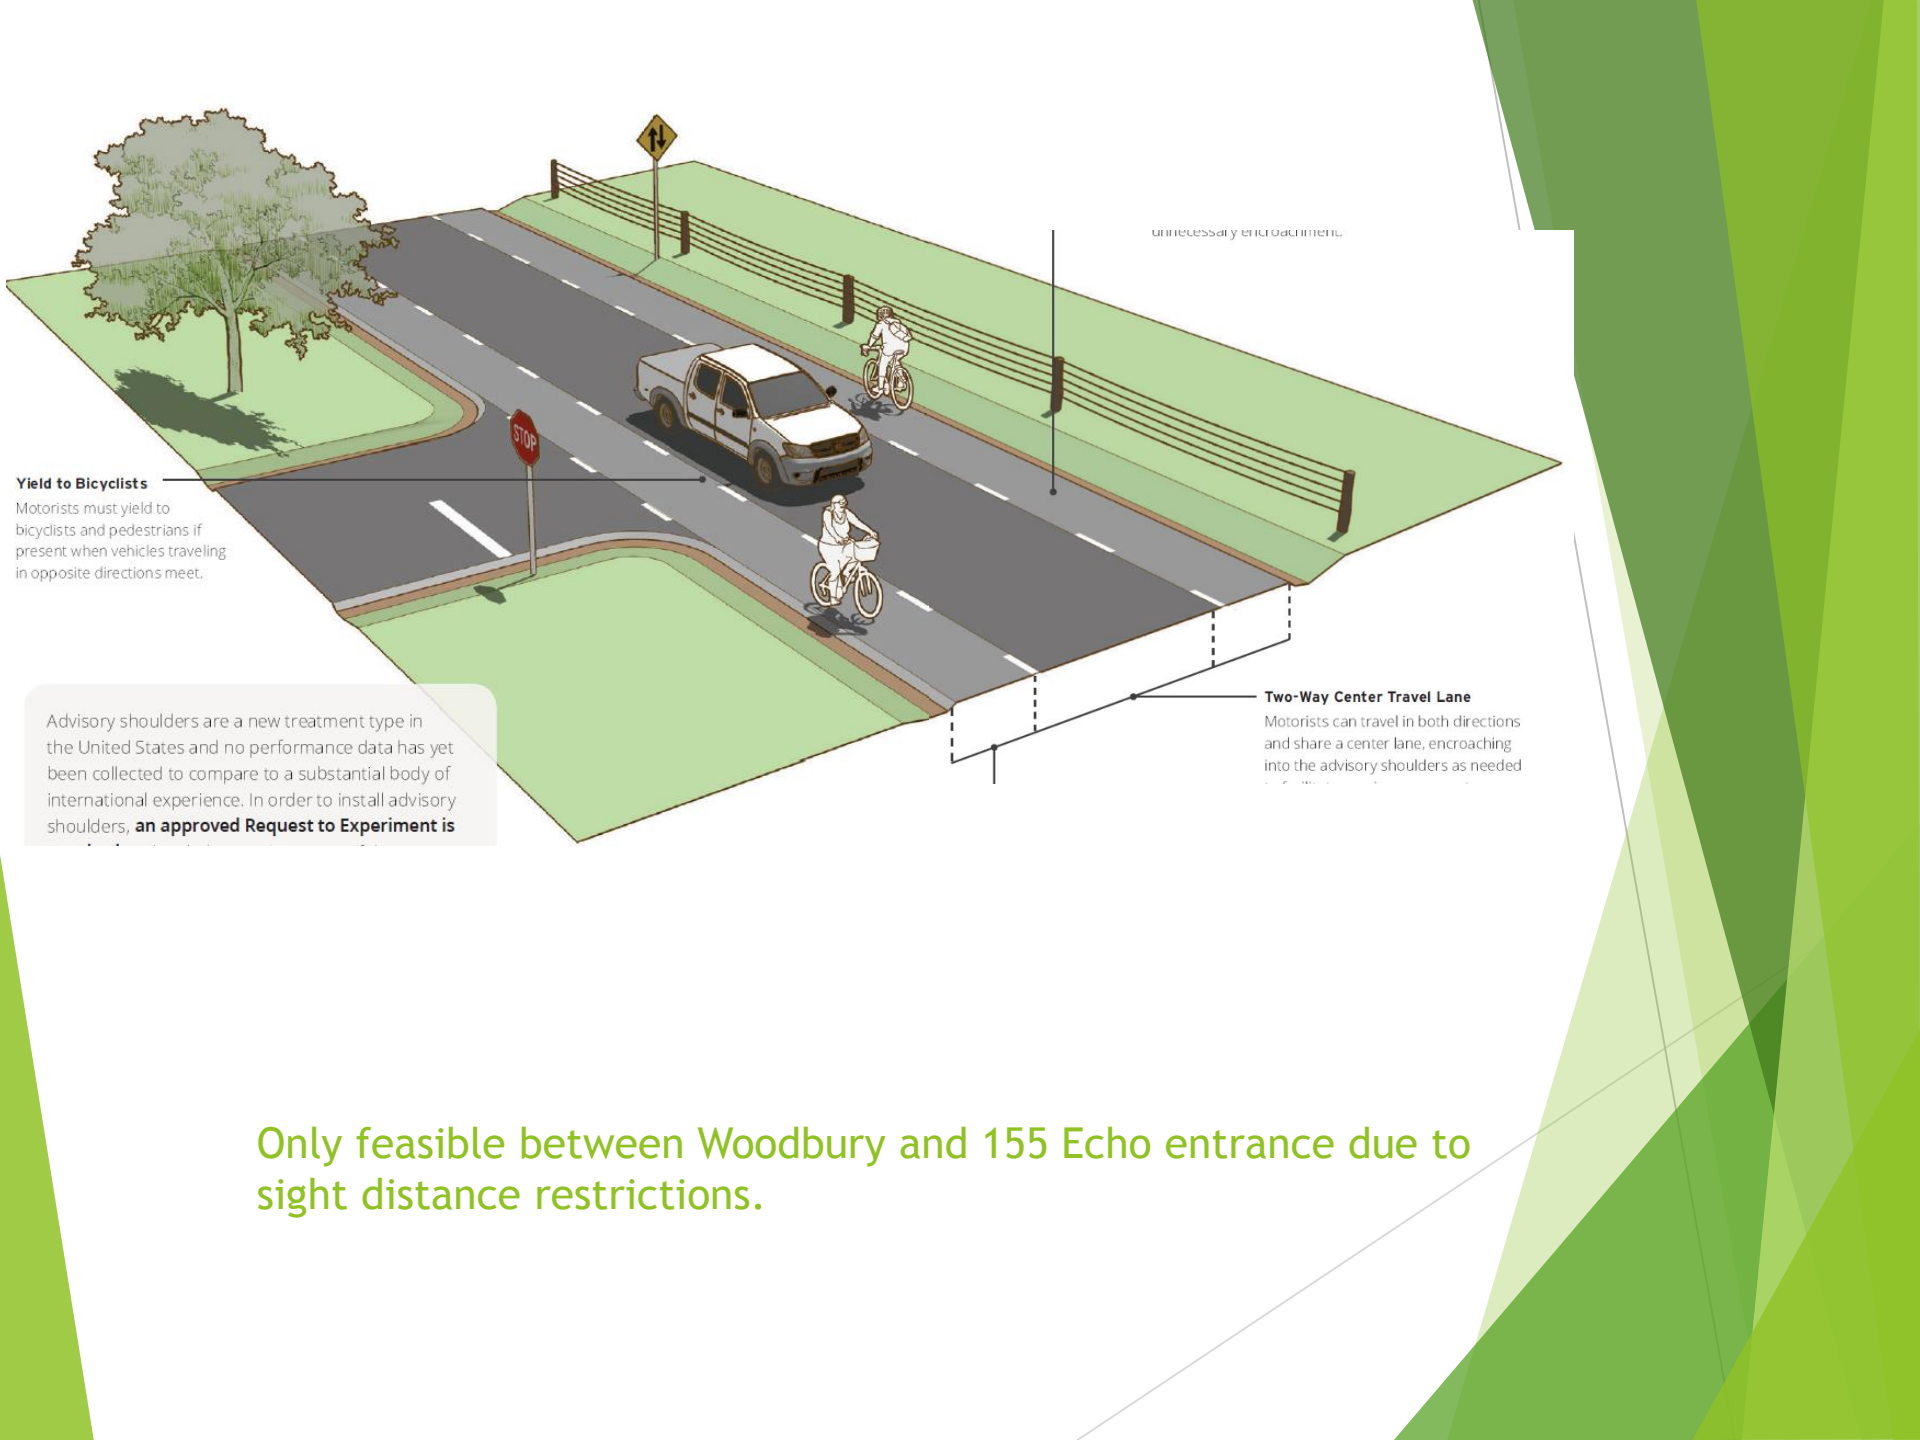 unnecessary encroachment.
STOP
Yield to Bicyclists
Motorists must yield to
bicyclists and pedestrians if
present when vehicles traveling
in opposite directions meet.
Two-Way Center Travel Lane
Motorists can travel in both directions
and share a center lane, encroaching
into the advisory shoulders as needed
Advisory shoulders are a new treatment type in
the United States and no performance data has yet
been collected to compare to a substantial body of
international experience. In order to install advisory
shoulders, an approved Request to Experiment is
Only feasible between Woodbury and 155 Echo entrance due to
sight distance restrictions.